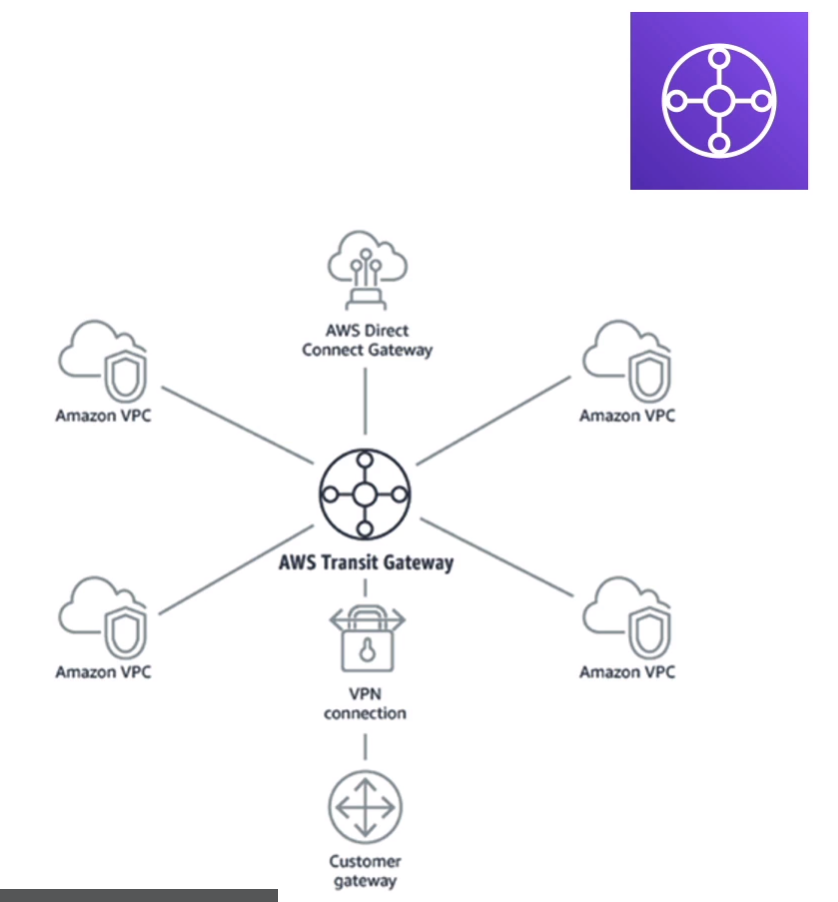 AWS Direct
Connect Gateway
Amazon VPC
Amazon VPC
AWS Transit Gateway
Amazon VPC
Amazon VPC
VPN
connection
Customer
gateway